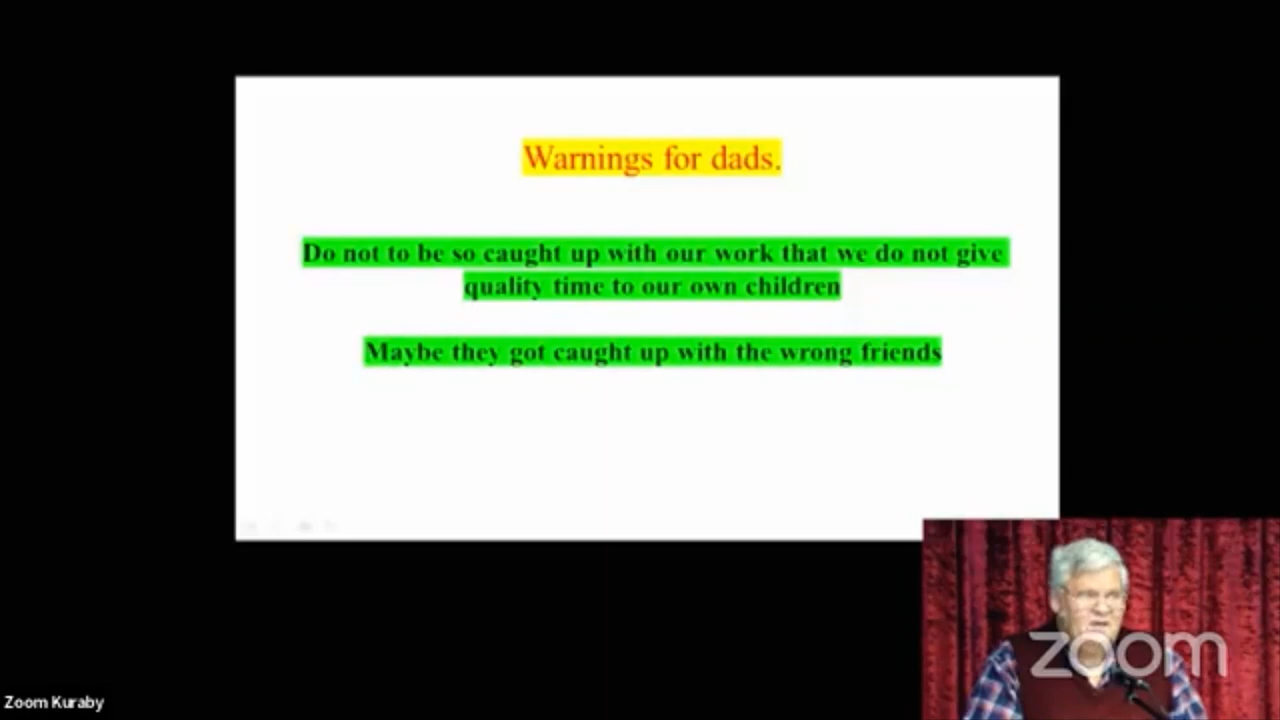 Warnings for dads.
Do not to be so caught up with our work that we do not give
quality time to our own children
Maybe they got caught up with the wrong friends
zoom
Zoom Kuraby